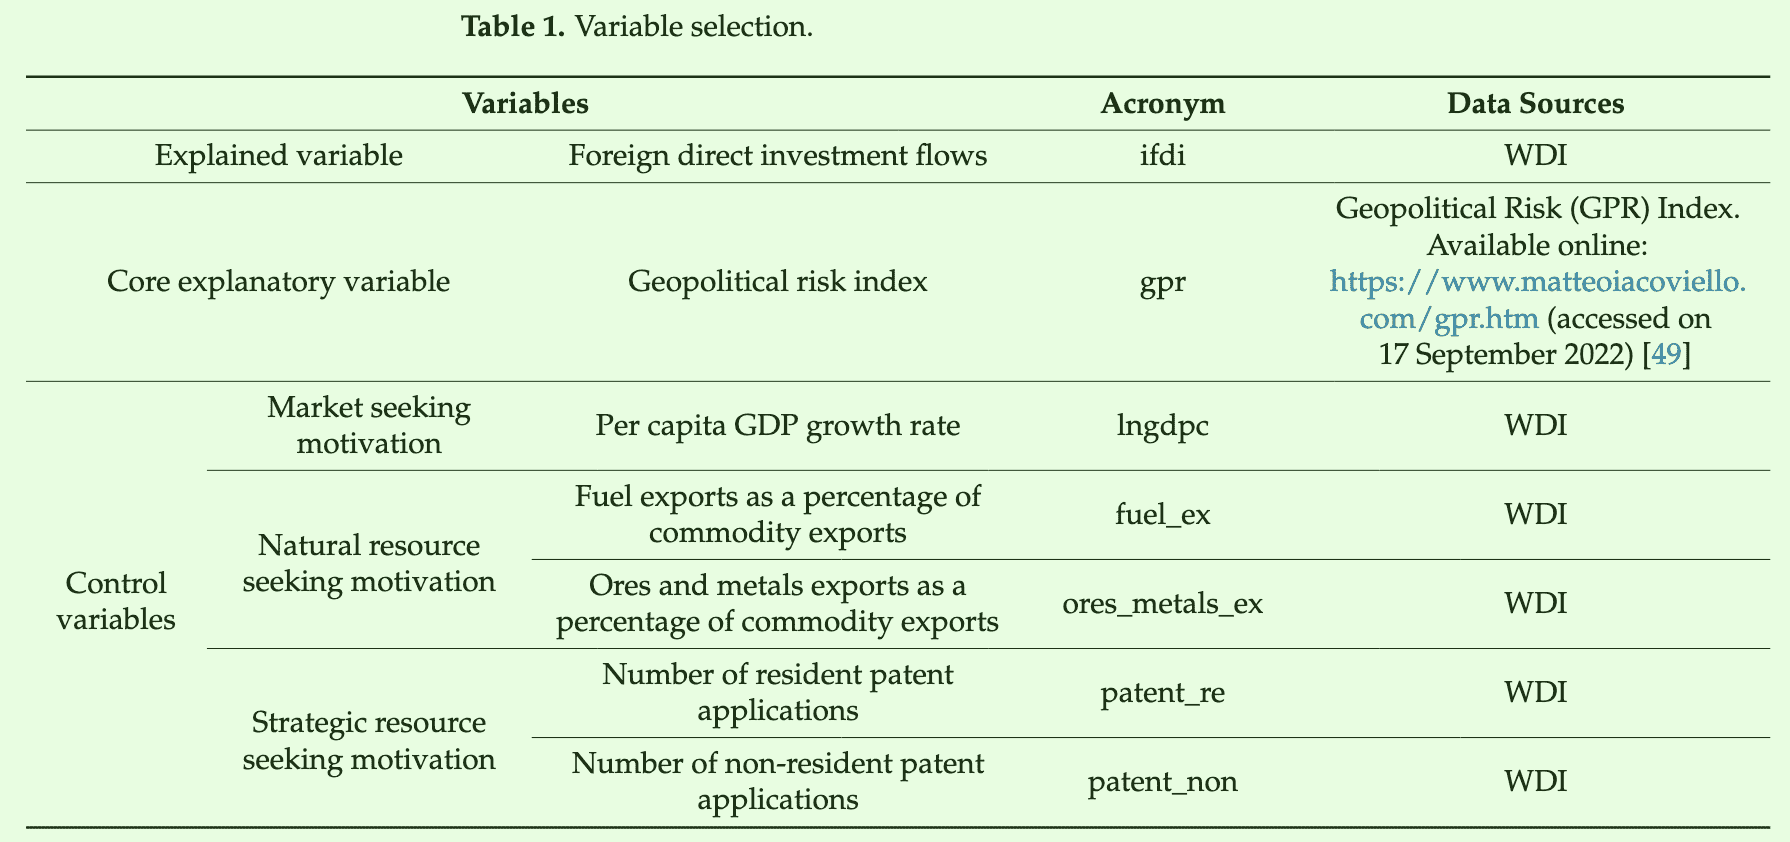 Table 1. Variable selection.
Variables Acronym Data Sources
Explained variable Foreign direct investment flows ifdi WDI
Core explanatory variable Geopolitical risk index gpr Geopolitical Risk (GPR) Index.
Available online:
https://www.matteoiacoviello.
com/gpr.htm (accessed on
17 September 2022) [49]
Control
variables
Market seeking
motivation
Per capita GDP growth rate lngdpc WDI
Natural resource
seeking motivation
Fuel exports as a percentage of
commodity exports
fuel_ex WDI
Ores and metals exports as a
percentage of commodity exports
ores_metals_ex WDI
Strategic resource
seeking motivation
Number of resident patent
applications
patent_re WDI
Number of non-resident patent
applications
patent_non WDI